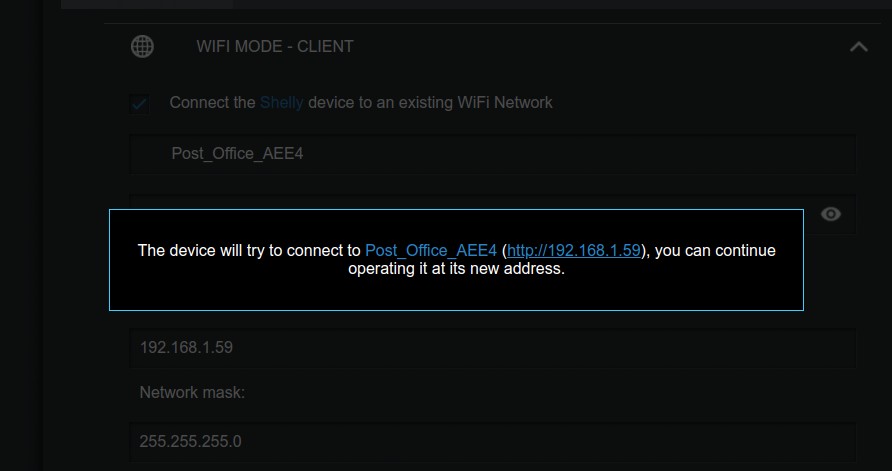 WIFI MODE - CLIENT
Connect the Shelly device to an existing WiFi Network
Post_Office_AEE4
The device will try to connect to Post_Office_AEE4 (http://192.168.1.59), you can continue
operating it at its new address.
192.168.1.59
Network mask:
255.255.255.0